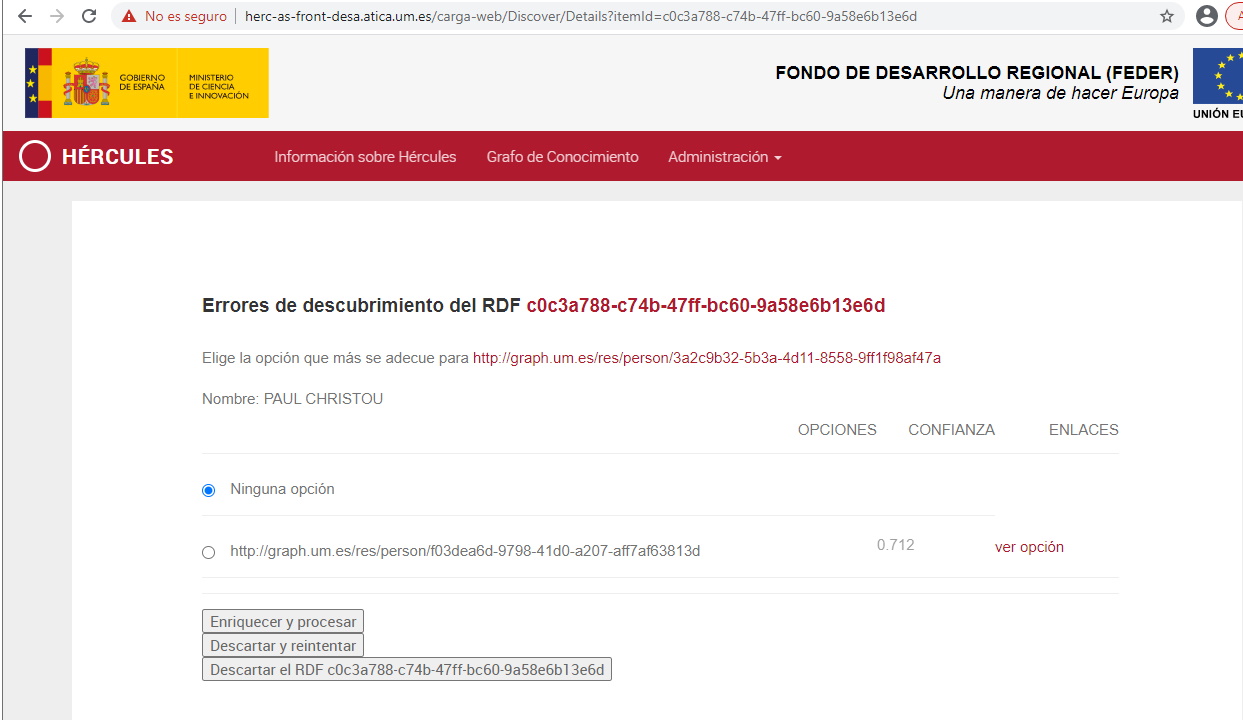 No es seguro herc-as-front-desa.atica.um.es/carga-web/Discover/Details?itemId=c0c3a788-c74b-47ff-bc60-9a58e6b13e6d
GOBIERNO
DE ESPAÑA
MINISTERIO
DE CIENCIA
E INNOVACIÓN
FONDO DE DESARROLLO REGIONAL (FEDER)
Una manera de hacer Europa
UNIÓN EU
HÉRCULES Información sobre Hércules Grafo de Conocimiento Administración
Errores de descubrimiento del RDF c0c3a788-c74b-47ff-bc60-9a58e6b13e6d
Elige la opción que más se adecue para http://graph.um.es/res/person/3a2c9b32-5b3a-4d11-8558-9ff1f98af47a
Nombre: PAUL CHRISTOU
OPCIONES CONFIANZA ENLACES
Ninguna opción
http://graph.um.es/res/person/f03dea6d-9798-41d0-a207-aff7af63813d 0.712 ver opción
Enriquecer y procesar
Descartar y reintentar
Descartar el RDF c0c3a788-c74b-47ff-bc60-9a58e6b13e6d